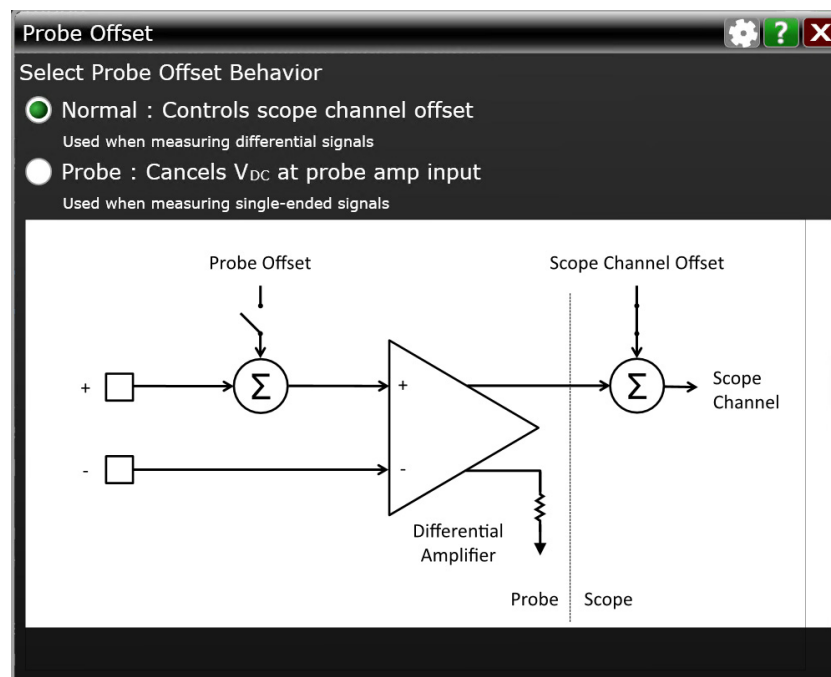 Probe Offset
?
X
Select Probe Offset Behavior
Normal : Controls scope channel offset
Used when measuring differential signals
Probe : Cancels VDC at probe amp input
Used when measuring single-ended signals
Probe Offset
Scope Channel Offset
+
Σ
+
Σ
Scope
Channel
-
-
Differential
Amplifier
Probe
Scope